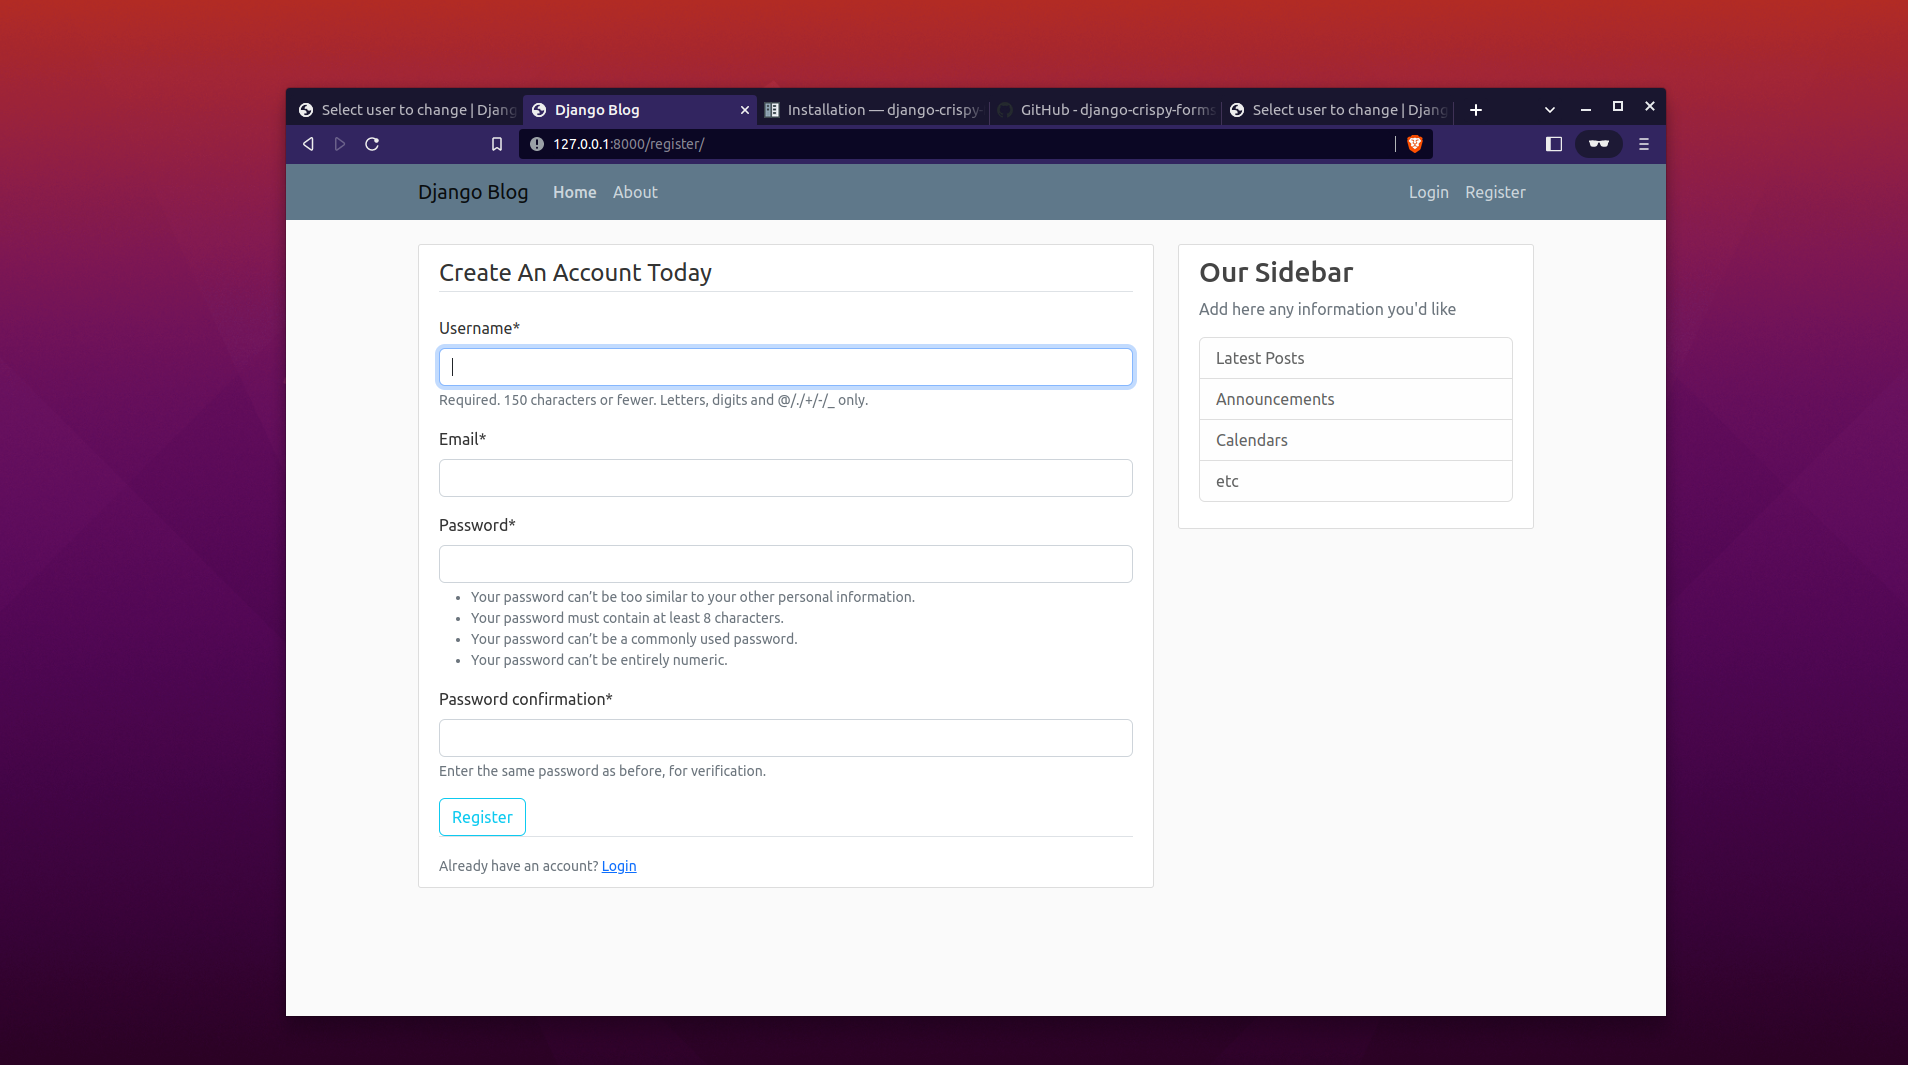 Select user to change | Djang
Django Blog
Installation — django-crispy-
GitHub - django-crispy-forms
Select user to change | Djang
127.0.0.1:8000/register/
Django Blog Home About Login Register
Create An Account Today
Username*
Required. 150 characters or fewer. Letters, digits and @/./+/-/_ only.
Email*
Password*
• Your password can’t be too similar to your other personal information.
• Your password must contain at least 8 characters.
• Your password can’t be a commonly used password.
• Your password can’t be entirely numeric.
Password confirmation*
Enter the same password as before, for verification.
Register
Already have an account? Login
Our Sidebar
Add here any information you'd like
Latest Posts
Announcements
Calendars
etc